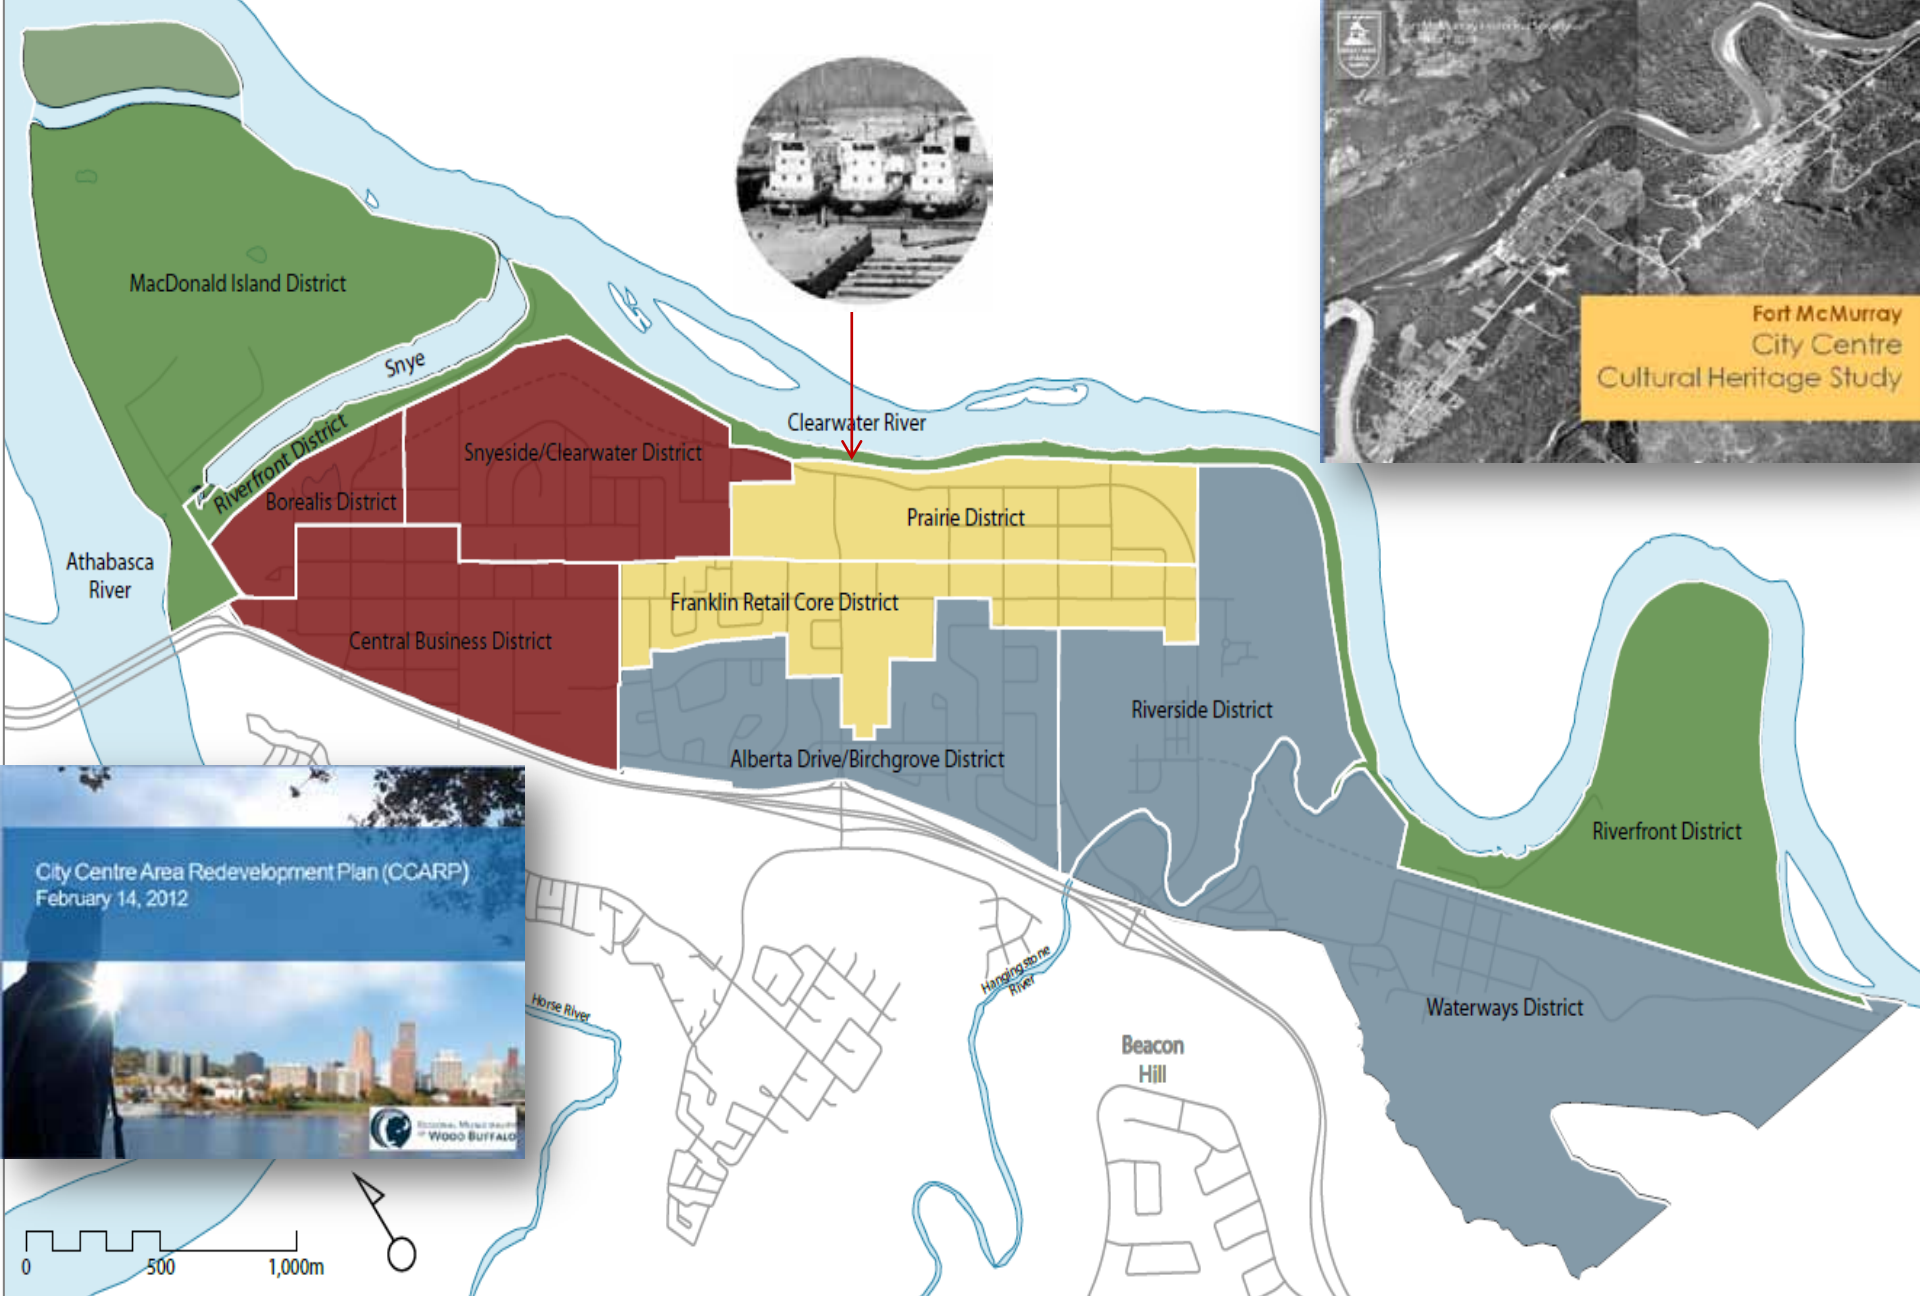 Fort McMurray
City Centre
Cultural Heritage Study
MacDonald Island District
Snye
Clearwater River
Riverfront District
Snyeside/Clearwater District
Borealis District
Prairie District
Athabasca
River
Franklin Retail Core District
Central Business District
Riverside District
Alberta Drive/Birchgrove District
Riverfront District
City Centre Area Redevelopment Plan (CCARP)
February 14, 2012
Hangingstone
River
Horse River
Waterways District
Beacon
Hill
Regional Municipality
of Wood Buffalo
0
500
1,000m